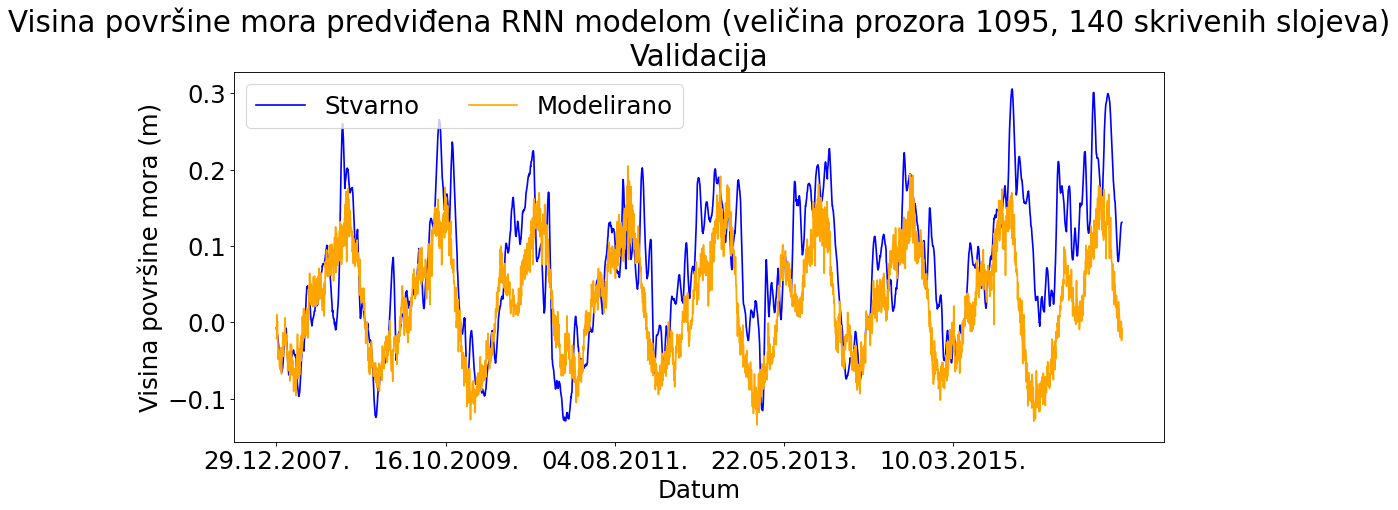 Visina površine mora predviđena RNN modelom (veličina prozora 1095, 140 skrivenih slojeva)
Validacija
Stvarno Modelirano
Visina površine mora (m)
0.3
0.2
0.1
0.0
−0.1
29.12.2007. 16.10.2009. 04.08.2011. 22.05.2013. 10.03.2015.
Datum